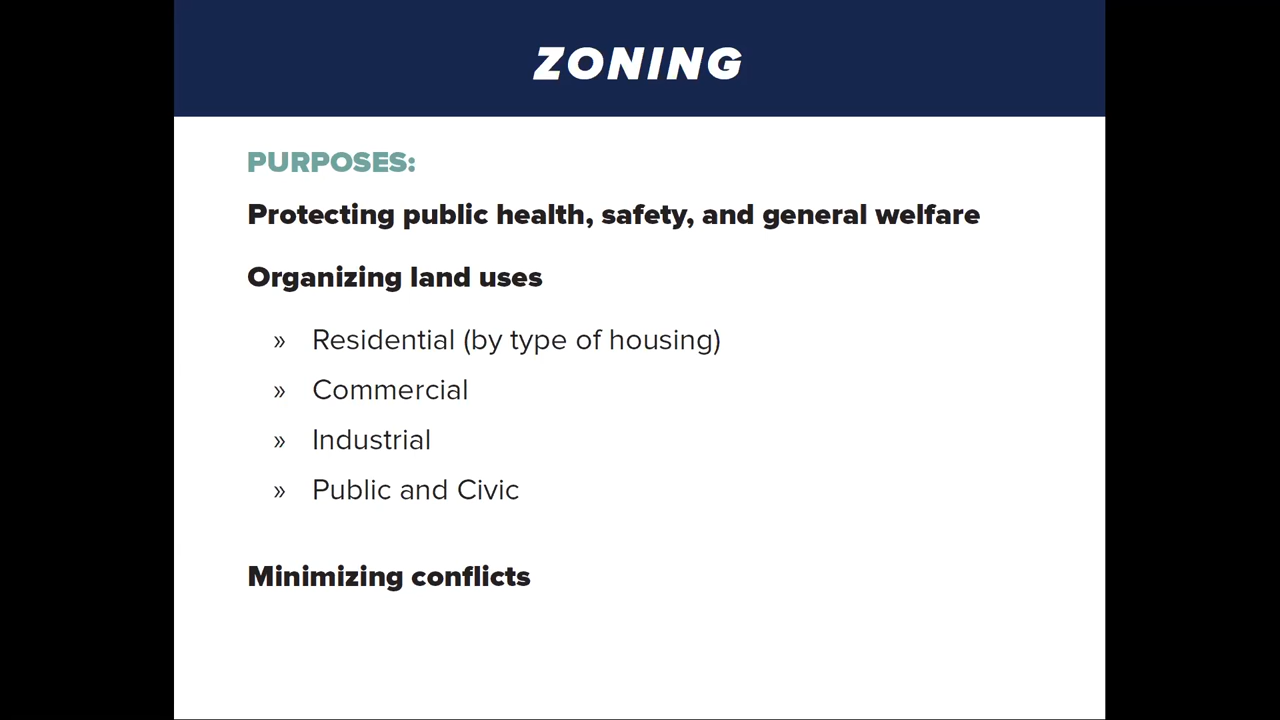 ZONING
PURPOSES:
Protecting public health, safety, and general welfare
Organizing land uses
» Residential (by type of housing)
» Commercial
» Industrial
» Public and Civic
Minimizing conflicts